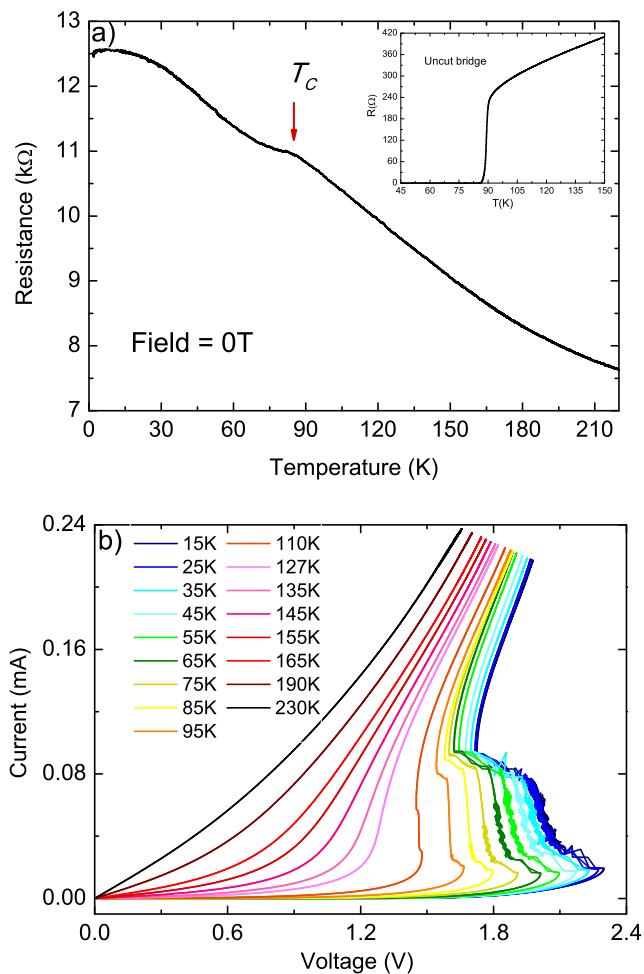 a)
13
12
11
10
9
8
7
Resistance (kΩ)
T_C
Field = 0T
0 30 60 90 120 150 180 210
Temperature (K)
420
360
300
240
180
120
60
0
R(Ω)
Uncut bridge
45 60 75 90 105 120 135 150
T(K)
b)
0.24
0.16
0.08
0.00
Current (mA)
15K 110K
25K 127K
35K 135K
45K 145K
55K 155K
65K 165K
75K 190K
85K 230K
95K
0.0 0.6 1.2 1.8 2.4
Voltage (V)